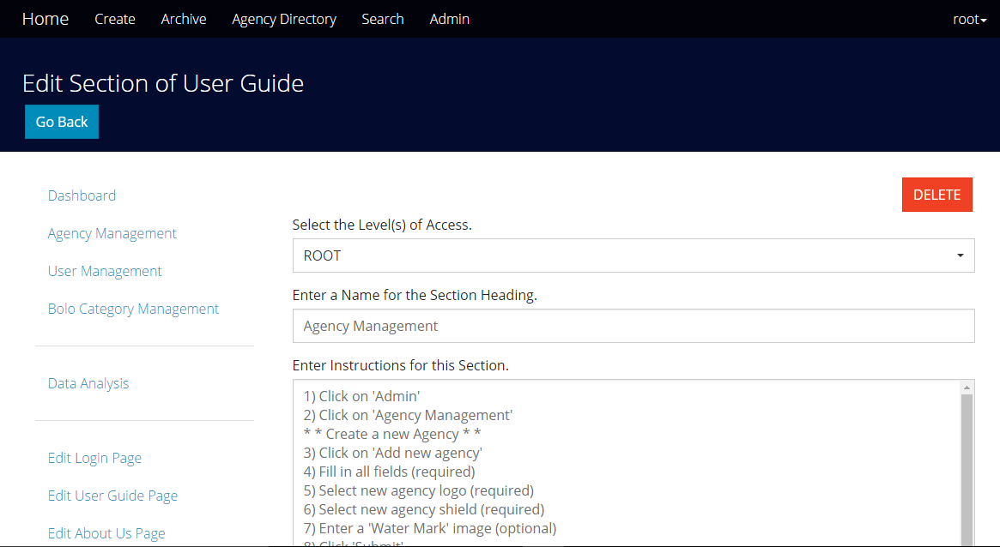 Home Create Archive Agency Directory Search Admin root
Edit Section of User Guide
Go Back
Dashboard
Agency Management
User Management
Bolo Category Management
Data Analysis
Edit Login Page
Edit User Guide Page
Edit About Us Page
DELETE
Select the Level(s) of Access.
ROOT
Enter a Name for the Section Heading.
Agency Management
Enter Instructions for this Section.
1) Click on 'Admin'
2) Click on 'Agency Management'
* * Create a new Agency * *
3) Click on 'Add new agency'
4) Fill in all fields (required)
5) Select new agency logo (required)
6) Select new agency shield (required)
7) Enter a 'Water Mark' image (optional)
8) Click 'Submit'